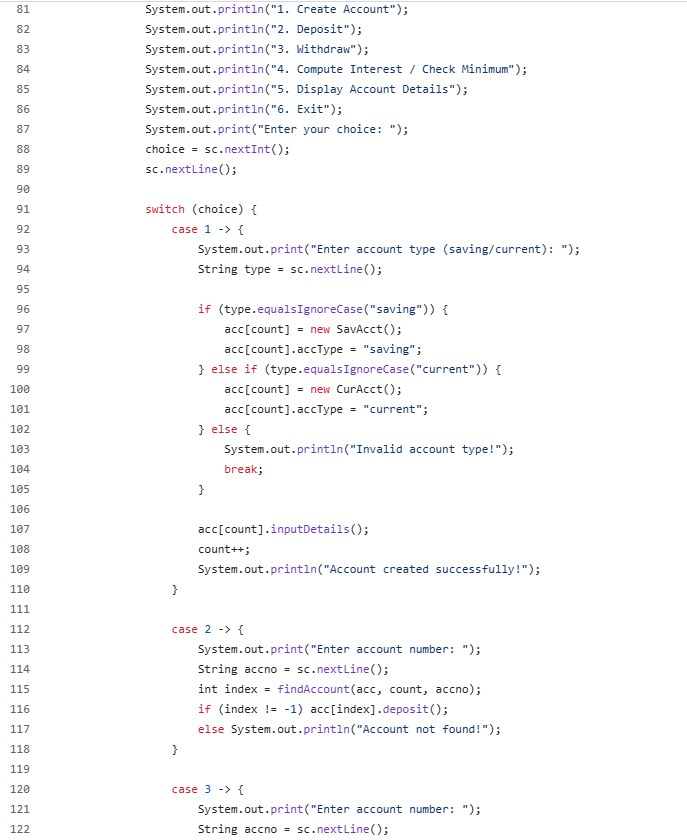 81 System.out.println("1. Create Account");
82 System.out.println("2. Deposit");
83 System.out.println("3. Withdraw");
84 System.out.println("4. Compute Interest / Check Minimum");
85 System.out.println("5. Display Account Details");
86 System.out.println("6. Exit");
87 System.out.print("Enter your choice: ");
88 choice = sc.nextInt();
89 sc.nextLine();
90
91 switch (choice) {
92 case 1 -> {
93 System.out.print("Enter account type (saving/current): ");
94 String type = sc.nextLine();
95
96 if (type.equalsIgnoreCase("saving")) {
97 acc[count] = new SavAcct();
98 acc[count].accType = "saving";
99 } else if (type.equalsIgnoreCase("current")) {
100 acc[count] = new CurAcct();
101 acc[count].accType = "current";
102 } else {
103 System.out.println("Invalid account type!");
104 break;
105 }
106
107 acc[count].inputDetails();
108 count++;
109 System.out.println("Account created successfully!");
110 }
111
112 case 2 -> {
113 System.out.print("Enter account number: ");
114 String accno = sc.nextLine();
115 int index = findAccount(acc, count, accno);
116 if (index != -1) acc[index].deposit();
117 else System.out.println("Account not found!");
118 }
119
120 case 3 -> {
121 System.out.print("Enter account number: ");
122 String accno = sc.nextLine();